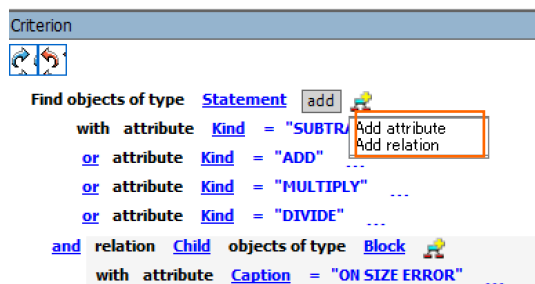 Criterion
Find objects of type Statement add
with attribute Kind = "SUBTRA
Add attribute
Add relation
or attribute Kind = "ADD" ...
or attribute Kind = "MULTIPLY" ...
or attribute Kind = "DIVIDE" ...
and relation Child objects of type Block
with attribute Caption = "ON SIZE ERROR" ...